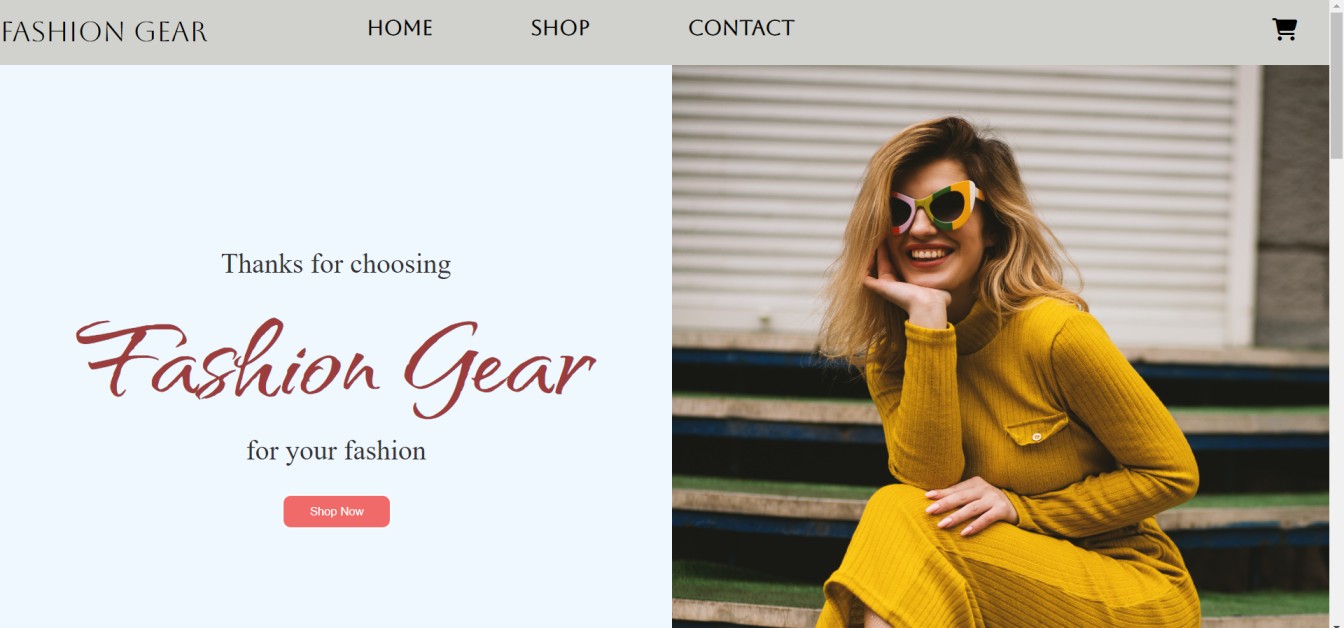 FASHION GEAR
HOME
SHOP
CONTACT
Thanks for choosing
Fashion Gear
for your fashion
Shop Now